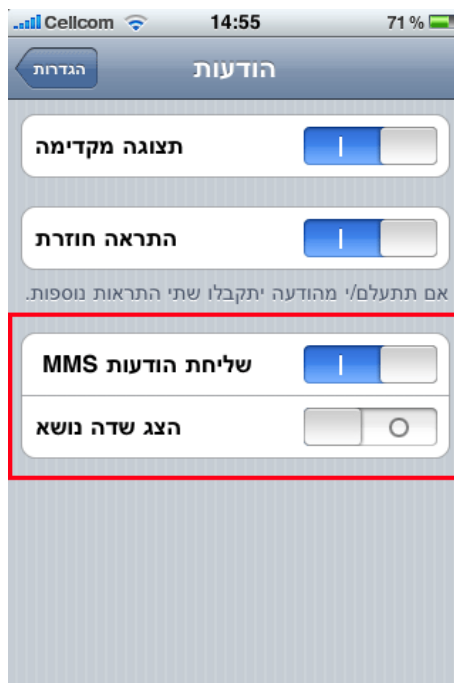 Cellcom 14:55 71 %
הגדרות הודעות
תצוגה מקדימה
התראה חוזרת
אם תתעלם/י מהודעה יתקבלו שתי התראות נוספות.
שליחת הודעות MMS
הצג שדה נושא